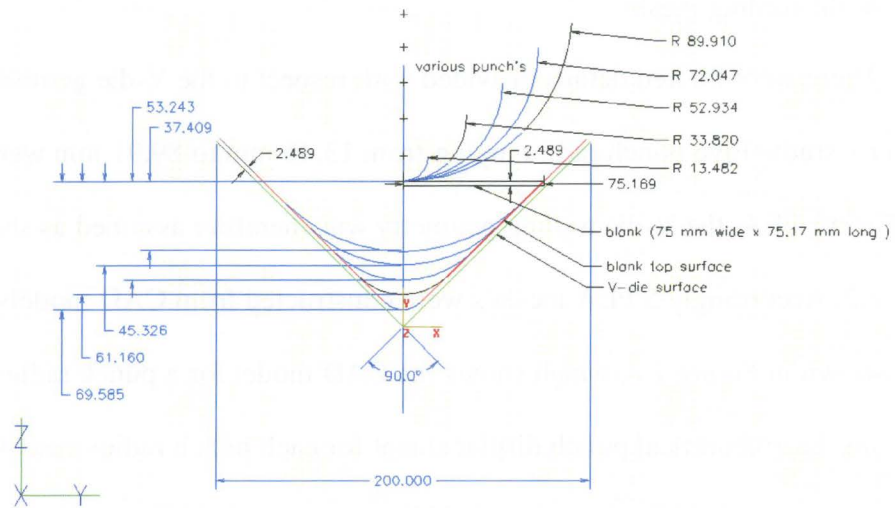 R 89.910
various punch's
R 72.047
53.243
R 52.934
37.409
R 33.820
2.489
2.489
R 13.482
75.169
blank (75 mm wide x 75.17 mm long )
blank top surface
V-die surface
Y
Z
X
45.326
90.0°
61.160
69.585
Z
200.000
X
Y